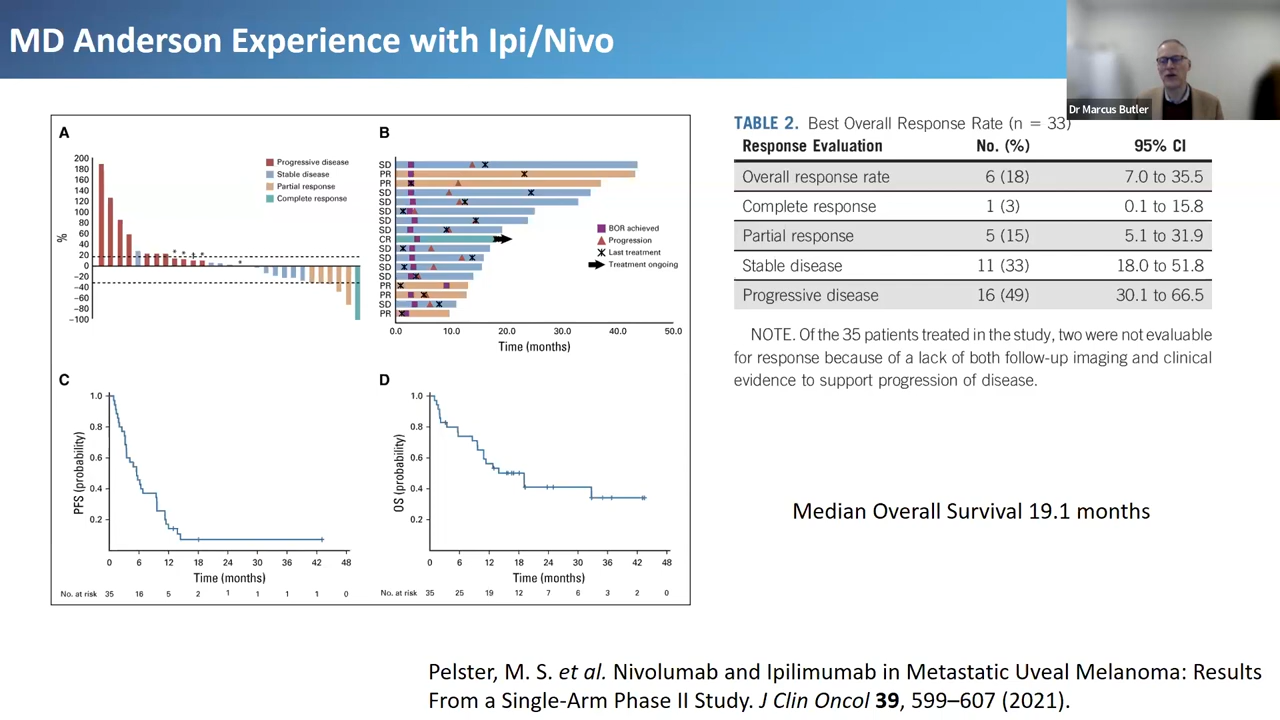 MD Anderson Experience with Ipi/Nivo
Dr Marcus Butler
A
200
180
160
140
120
100
80
60
40
20
0
−20
−40
−60
−80
−100
%
Progressive disease
Stable disease
Partial response
Complete response
* * † *
*
B
SD
PR
PR
SD
SD
SD
SD
SD
CR
SD
SD
SD
SD
PR
PR
SD
PR
BOR achieved
Progression
Last treatment
Treatment ongoing
0.0 10.0 20.0 30.0 40.0 50.0
Time (months)
C
PFS (probability)
1.0
0.8
0.6
0.4
0.2
0 6 12 18 24 30 36 42 48
Time (months)
No. at risk 35 16 5 2 1 1 1 1 0
D
OS (probability)
1.0
0.8
0.6
0.4
0.2
0 6 12 18 24 30 36 42 48
Time (months)
No. at risk 35 25 19 12 7 6 3 2 0
TABLE 2. Best Overall Response Rate (n = 33)
Response Evaluation No. (%) 95% CI
Overall response rate 6 (18) 7.0 to 35.5
Complete response 1 (3) 0.1 to 15.8
Partial response 5 (15) 5.1 to 31.9
Stable disease 11 (33) 18.0 to 51.8
Progressive disease 16 (49) 30.1 to 66.5
NOTE. Of the 35 patients treated in the study, two were not evaluable
for response because of a lack of both follow-up imaging and clinical
evidence to support progression of disease.
Median Overall Survival 19.1 months
Pelster, M. S. et al. Nivolumab and Ipilimumab in Metastatic Uveal Melanoma: Results
From a Single-Arm Phase II Study. J Clin Oncol 39, 599–607 (2021).